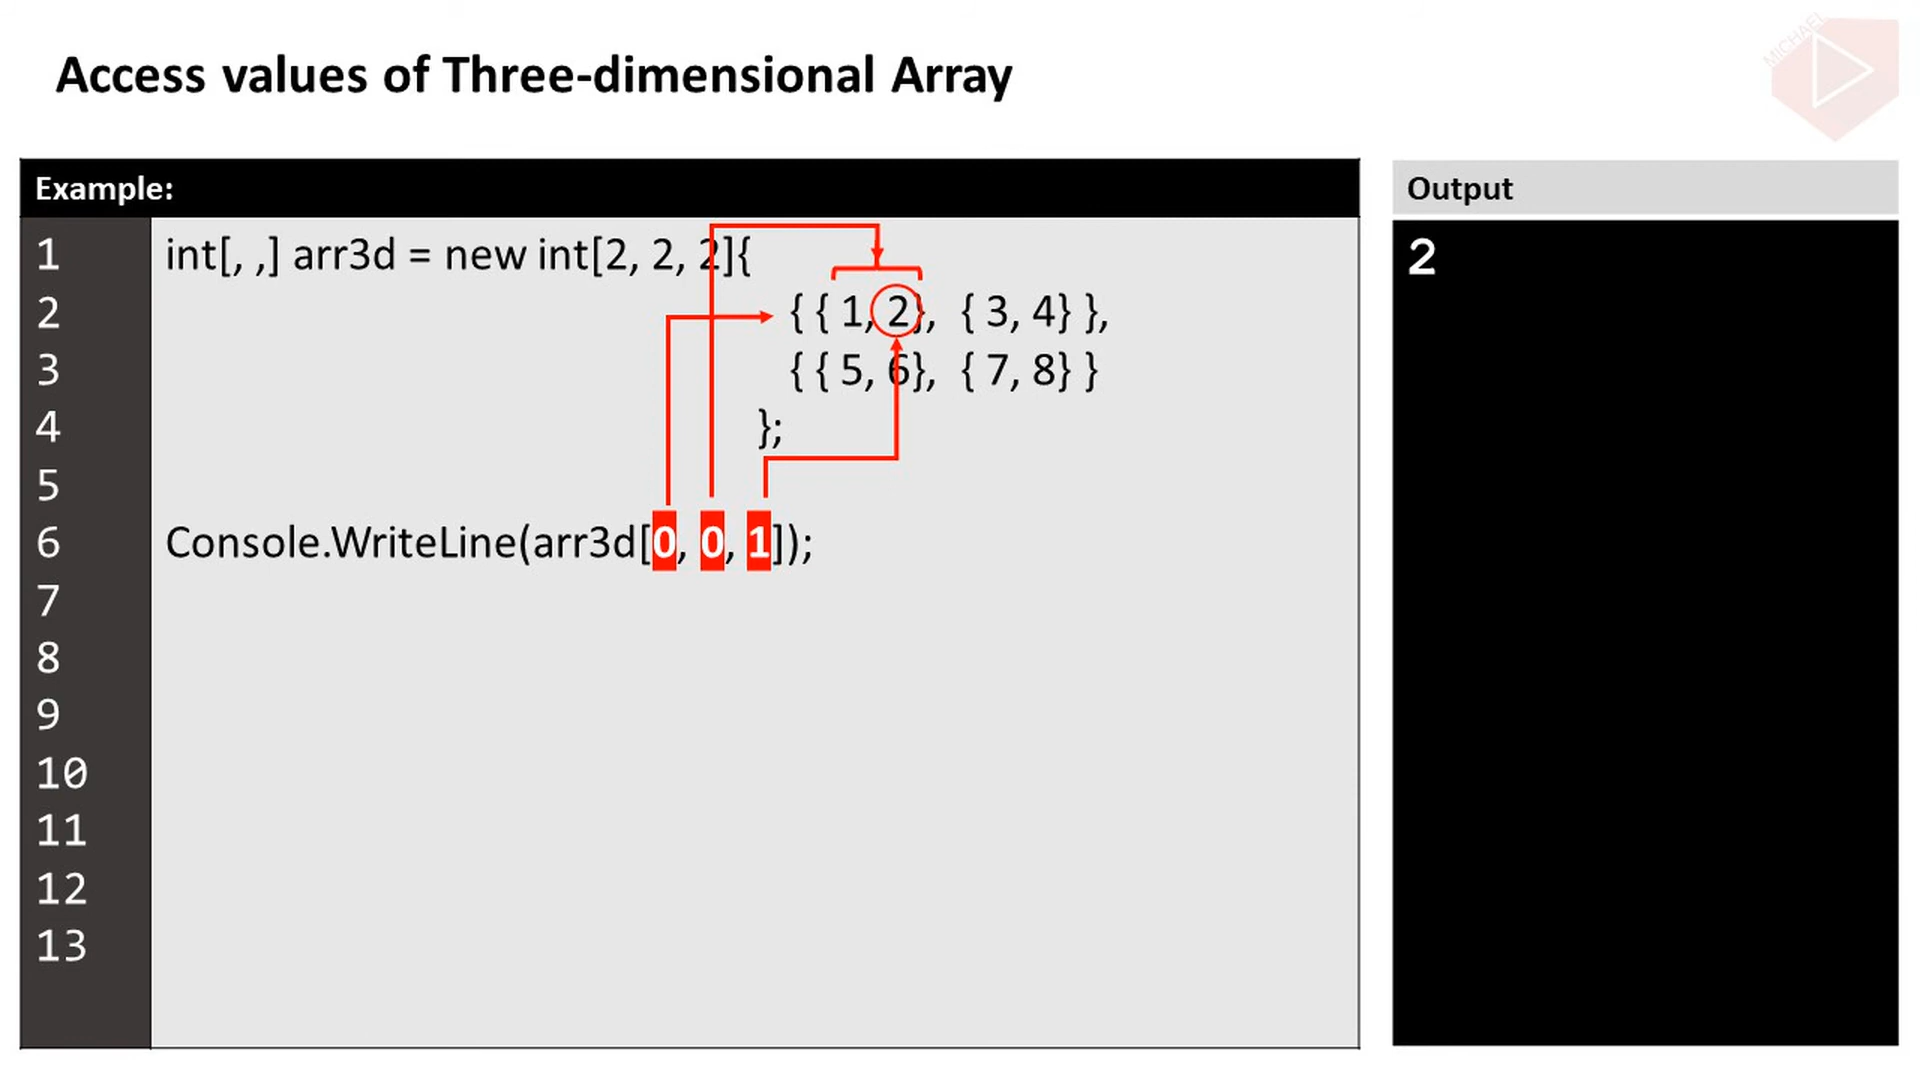 MICHAEL
Access values of Three-dimensional Array
Example:
1 int[, ,] arr3d = new int[2, 2, 2]{
2 { { 1, 2}, { 3, 4} },
3 { { 5, 6}, { 7, 8} }
4 };
5
6 Console.WriteLine(arr3d[0, 0, 1]);
7
8
9
10
11
12
13
Output
2